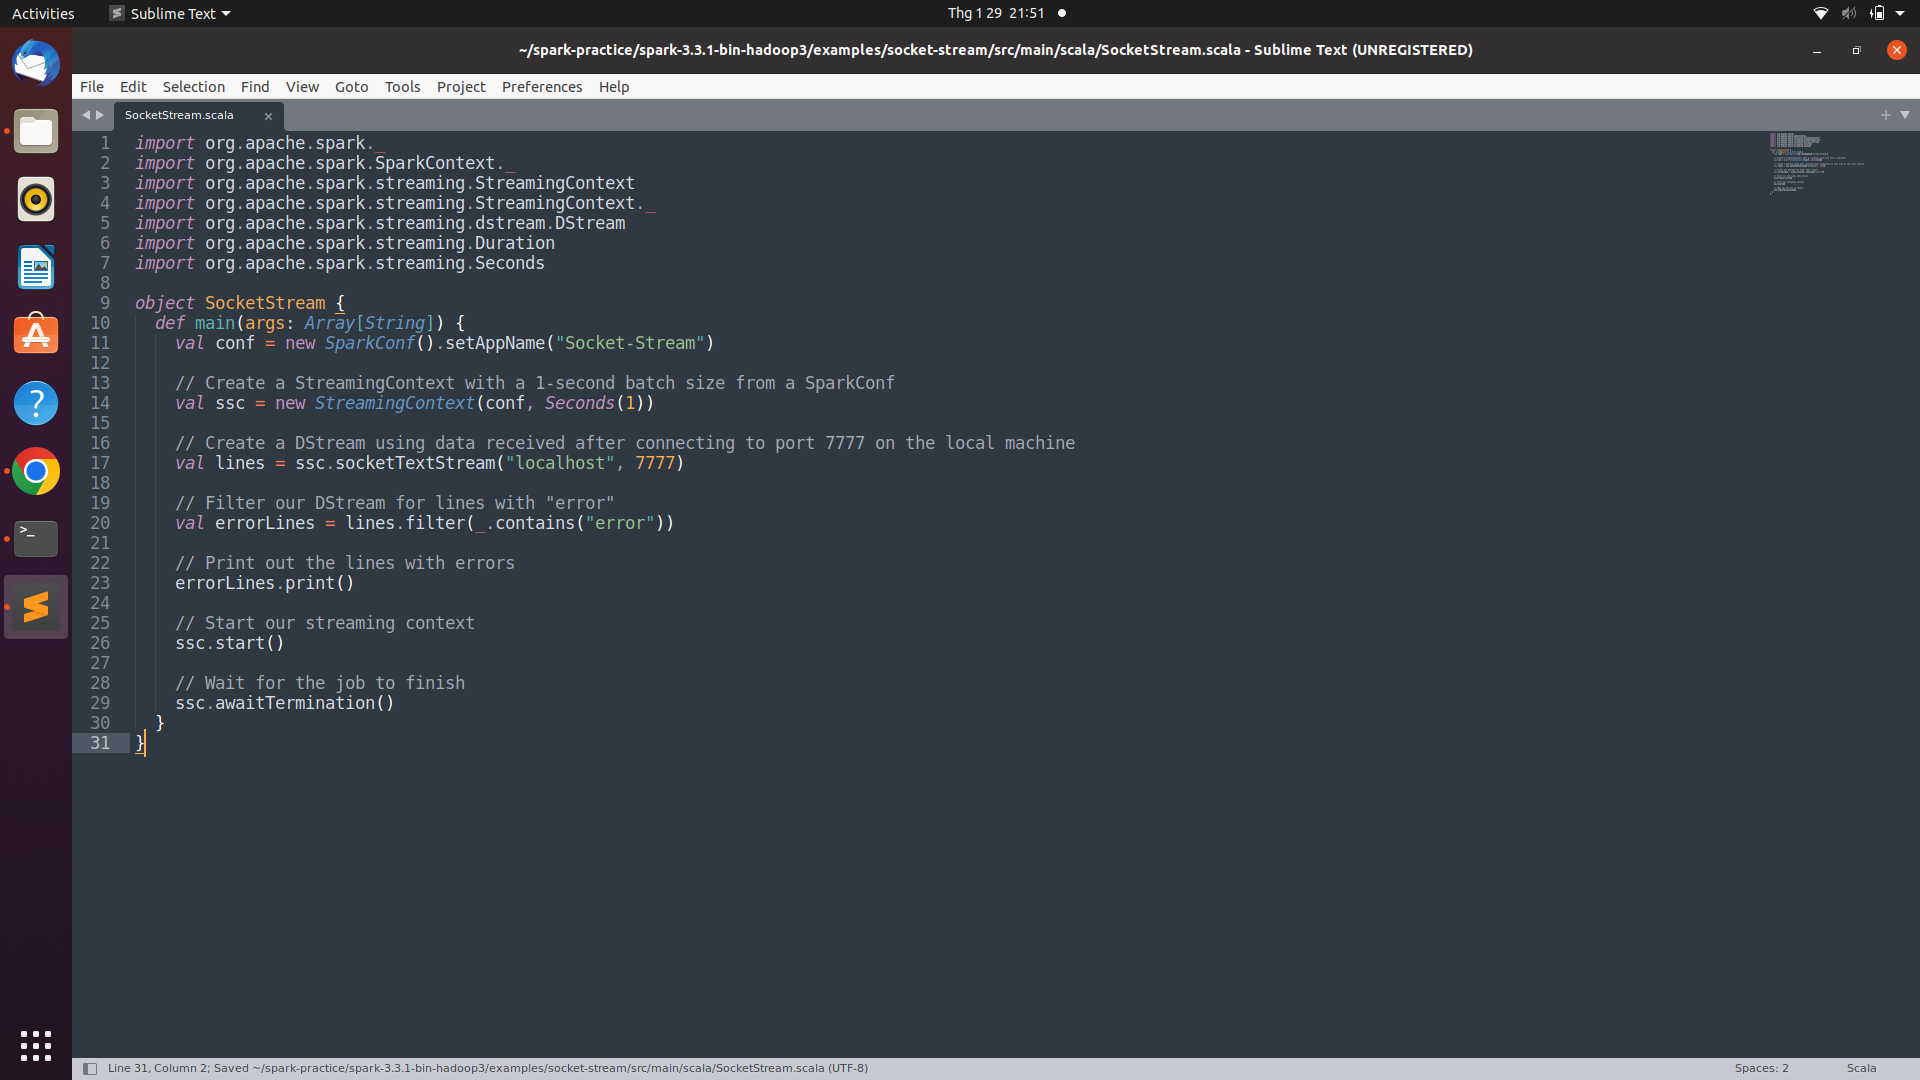 Activities Sublime Text Thg 1 29 21:51
~/spark-practice/spark-3.3.1-bin-hadoop3/examples/socket-stream/src/main/scala/SocketStream.scala - Sublime Text (UNREGISTERED)
File Edit Selection Find View Goto Tools Project Preferences Help
SocketStream.scala
1 import org.apache.spark._
2 import org.apache.spark.SparkContext._
3 import org.apache.spark.streaming.StreamingContext
4 import org.apache.spark.streaming.StreamingContext._
5 import org.apache.spark.streaming.dstream.DStream
6 import org.apache.spark.streaming.Duration
7 import org.apache.spark.streaming.Seconds
8
9 object SocketStream {
10   def main(args: Array[String]) {
11     val conf = new SparkConf().setAppName("Socket-Stream")
12
13     // Create a StreamingContext with a 1-second batch size from a SparkConf
14     val ssc = new StreamingContext(conf, Seconds(1))
15
16     // Create a DStream using data received after connecting to port 7777 on the local machine
17     val lines = ssc.socketTextStream("localhost", 7777)
18
19     // Filter our DStream for lines with "error"
20     val errorLines = lines.filter(_.contains("error"))
21
22     // Print out the lines with errors
23     errorLines.print()
24
25     // Start our streaming context
26     ssc.start()
27
28     // Wait for the job to finish
29     ssc.awaitTermination()
30   }
31 }
Line 31, Column 2; Saved ~/spark-practice/spark-3.3.1-bin-hadoop3/examples/socket-stream/src/main/scala/SocketStream.scala (UTF-8) Spaces: 2 Scala